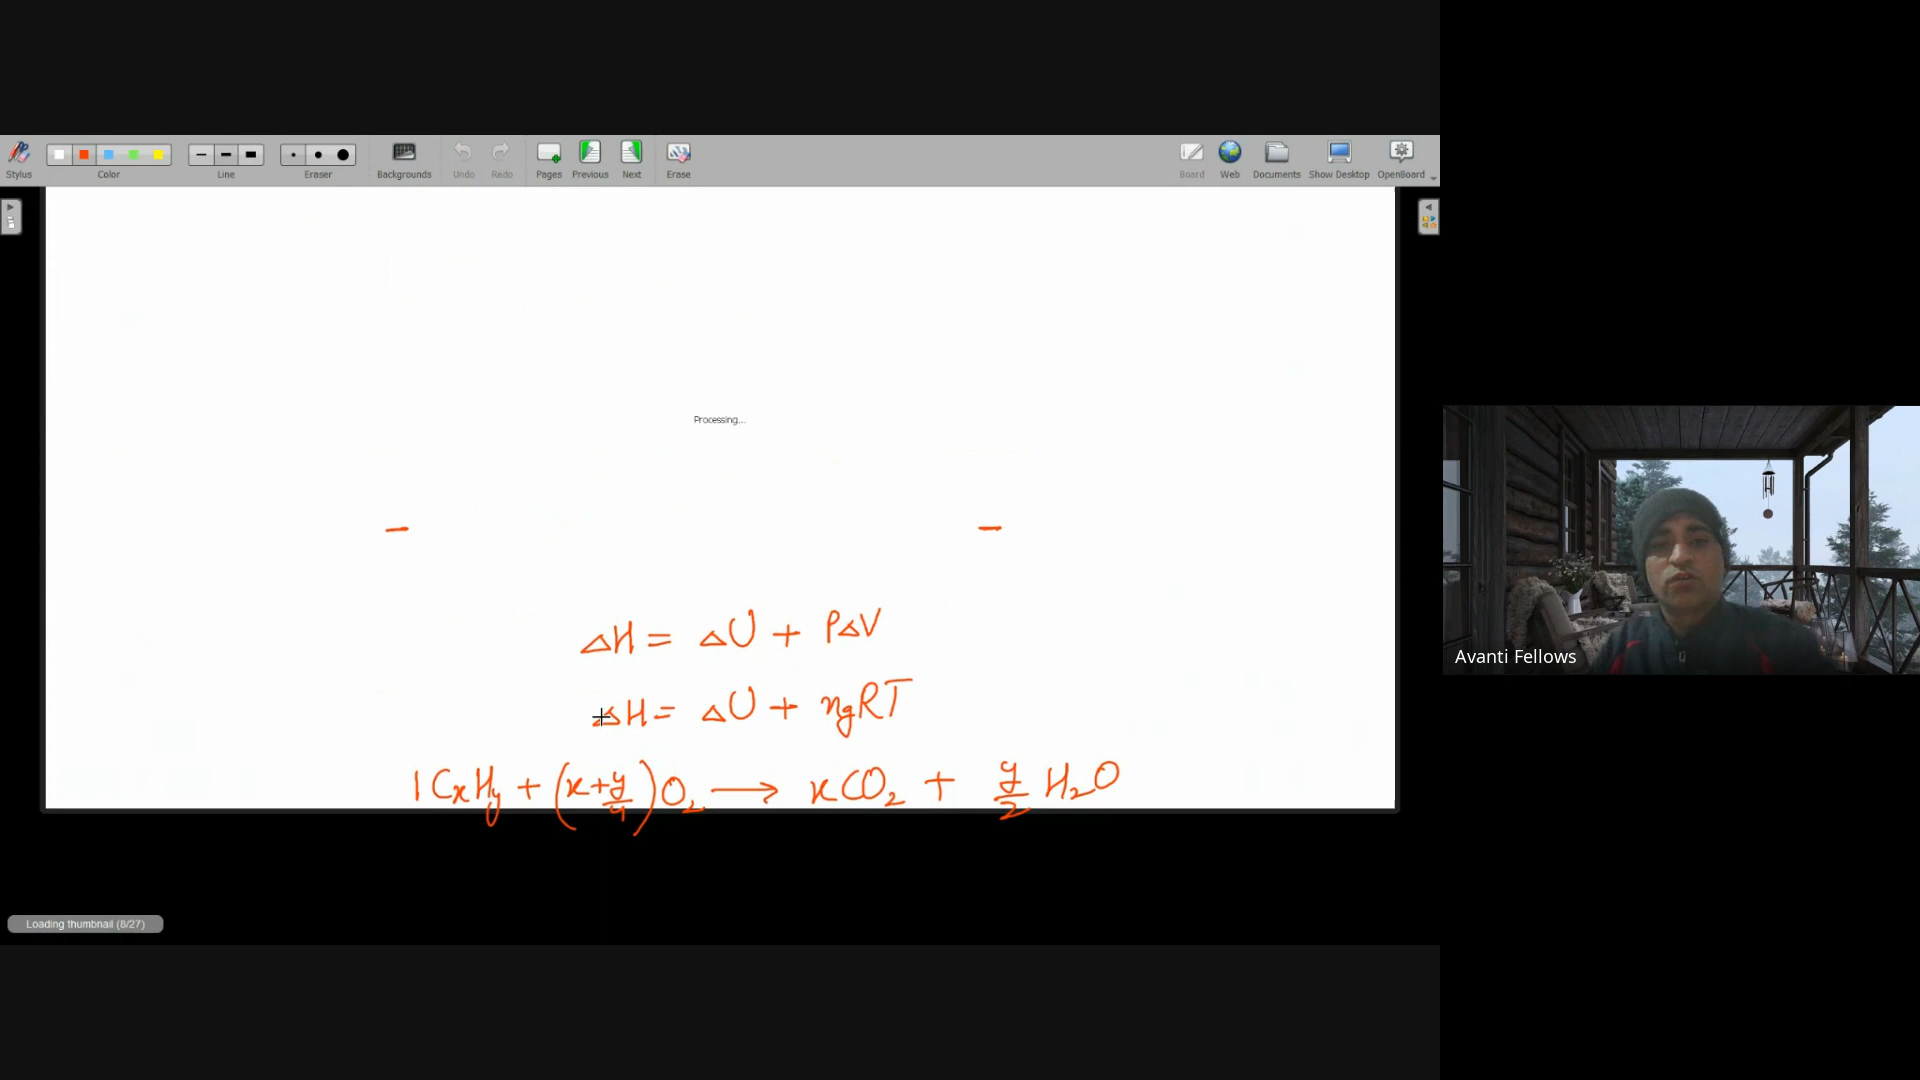 Stylus Color Line Eraser Backgrounds Undo Redo Pages Previous Next Erase Board Web Documents Show Desktop OpenBoard
Processing...
– –
ΔH = ΔU + PΔV
ΔH = ΔU + ngRT
1 CxHy + (x+y/4) O2 ⟶ xCO2 + y/2 H2O
Avanti Fellows
Loading thumbnail (8/27)